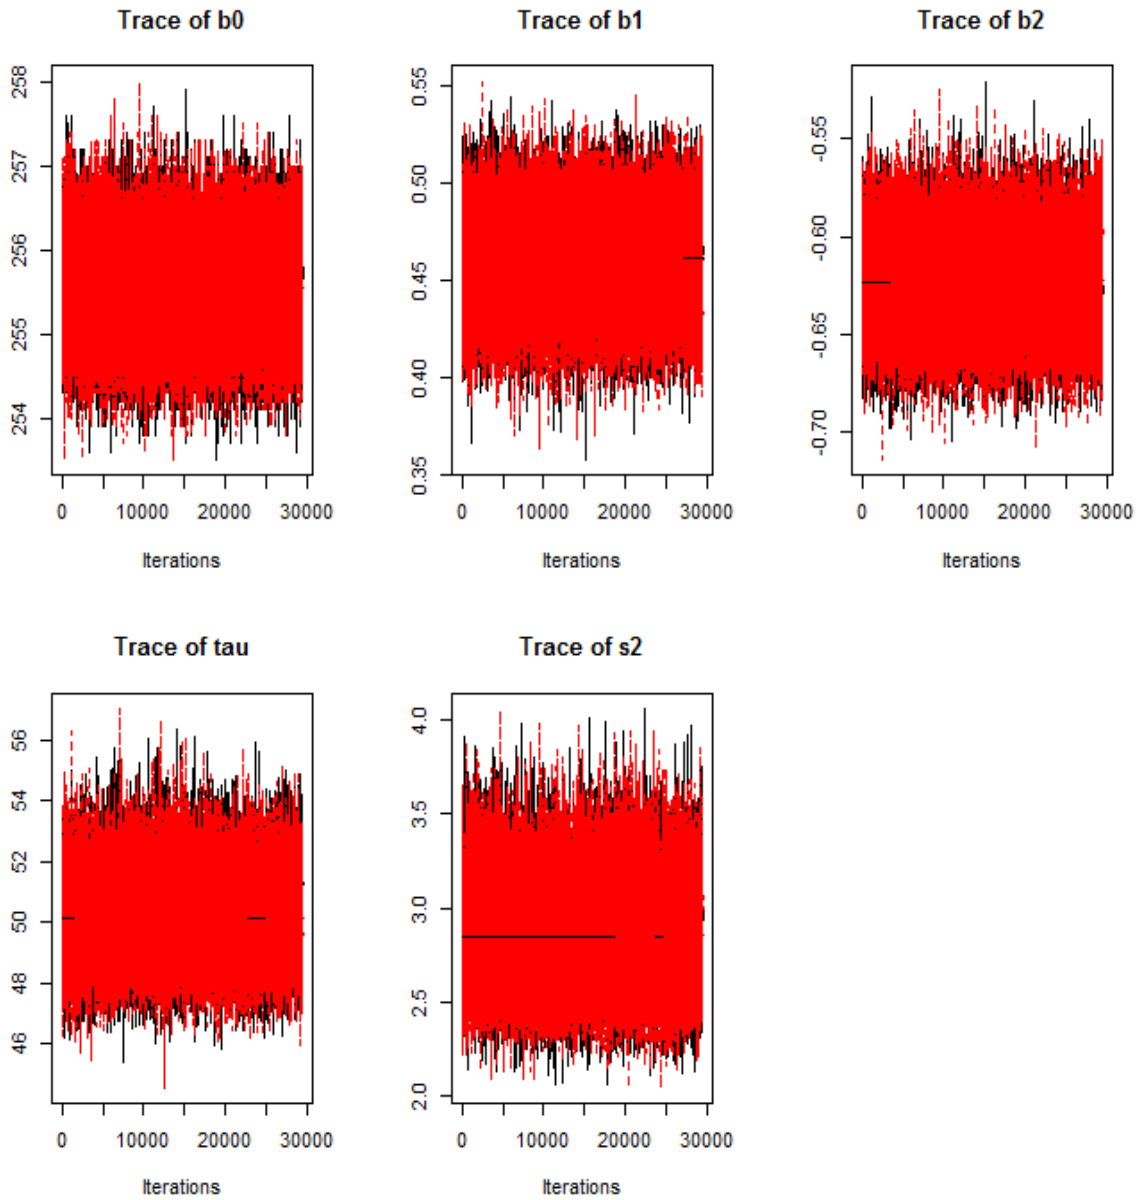 Trace of b0
258
257
256
255
254
0 10000 20000 30000
Iterations
Trace of b1
0.55
0.50
0.45
0.40
0.35
0 10000 20000 30000
Iterations
Trace of b2
-0.55
-0.60
-0.65
-0.70
0 10000 20000 30000
Iterations
Trace of tau
56
54
52
50
48
46
0 10000 20000 30000
Iterations
Trace of s2
4.0
3.5
3.0
2.5
2.0
0 10000 20000 30000
Iterations